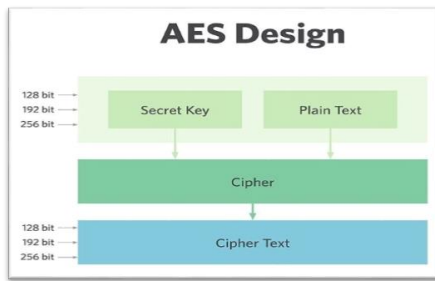 AES Design
128 bit
192 bit
256 bit
Secret Key
Plain Text
Cipher
128 bit
192 bit
256 bit
Cipher Text